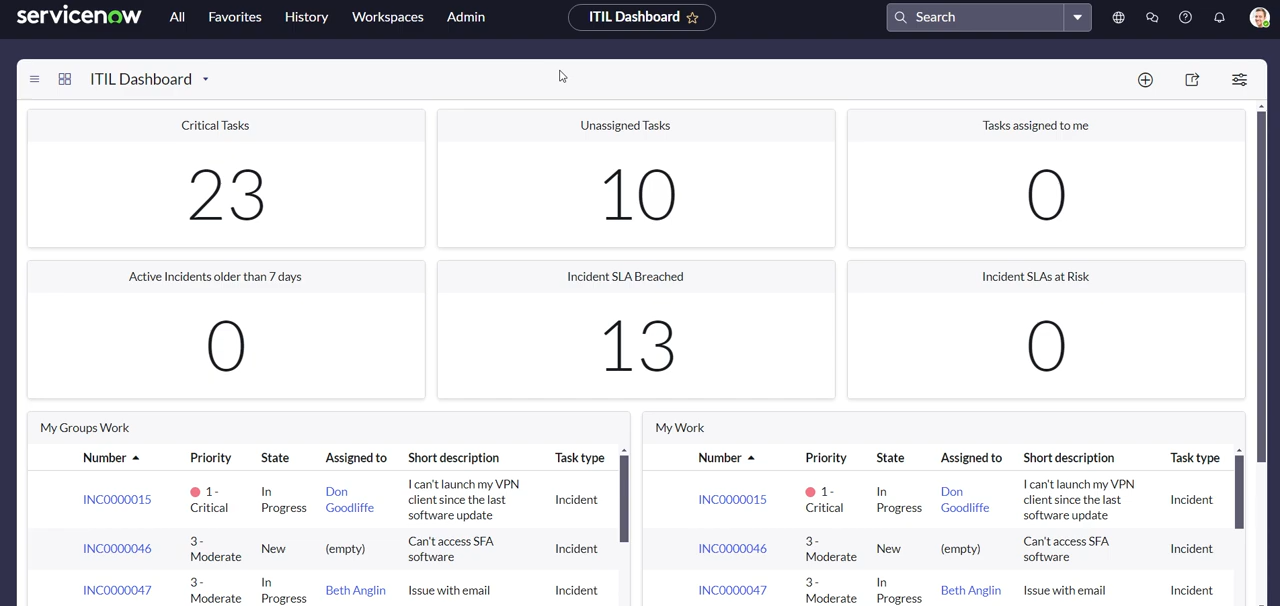 servicenow All Favorites History Workspaces Admin ITIL Dashboard Search
ITIL Dashboard
Critical Tasks Unassigned Tasks Tasks assigned to me
23 10 0
Active Incidents older than 7 days Incident SLA Breached Incident SLAs at Risk
0 13 0
My Groups Work
Number Priority State Assigned to Short description Task type
INC0000015 1 - Critical In Progress Don Goodliffe I can't launch my VPN client since the last software update Incident
INC0000046 3 - Moderate New (empty) Can't access SFA software Incident
INC0000047 3 - Moderate In Progress Beth Anglin Issue with email Incident
My Work
Number Priority State Assigned to Short description Task type
INC0000015 1 - Critical In Progress Don Goodliffe I can't launch my VPN client since the last software update Incident
INC0000046 3 - Moderate New (empty) Can't access SFA software Incident
INC0000047 3 - Moderate In Progress Beth Anglin Issue with email Incident